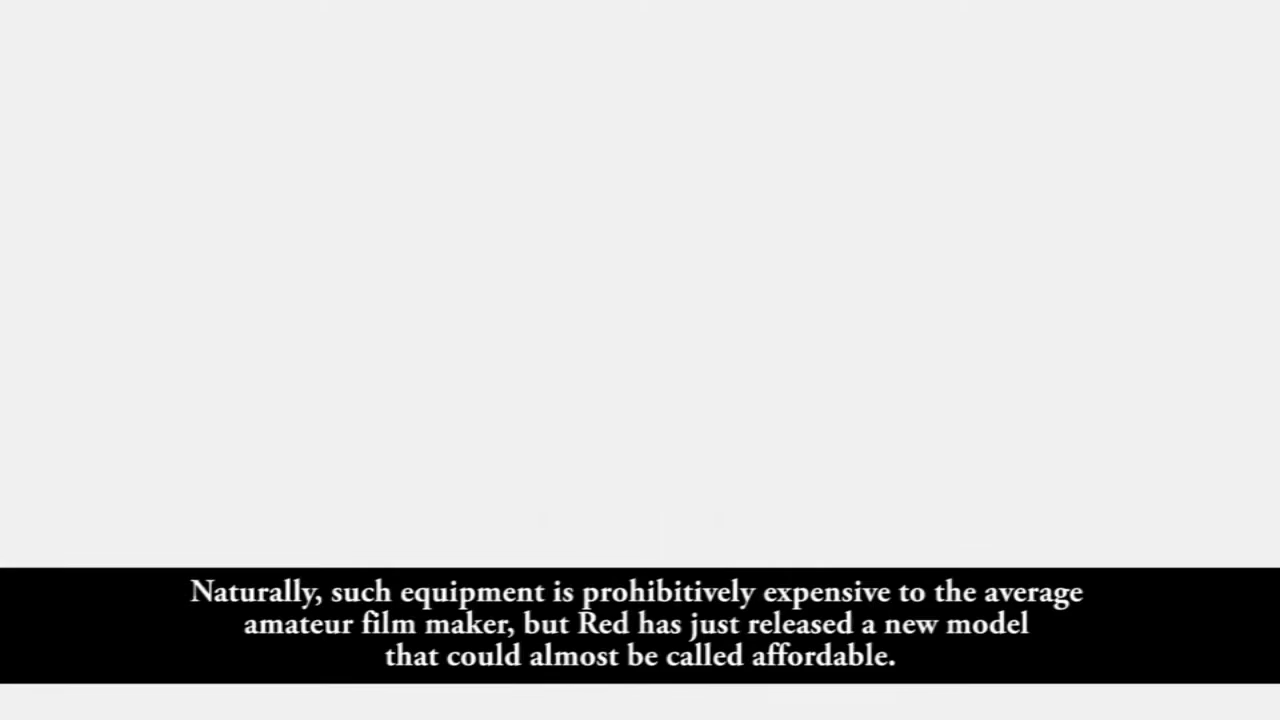 Naturally, such equipment is prohibitively expensive to the average
amateur film maker, but Red has just released a new model
that could almost be called affordable.